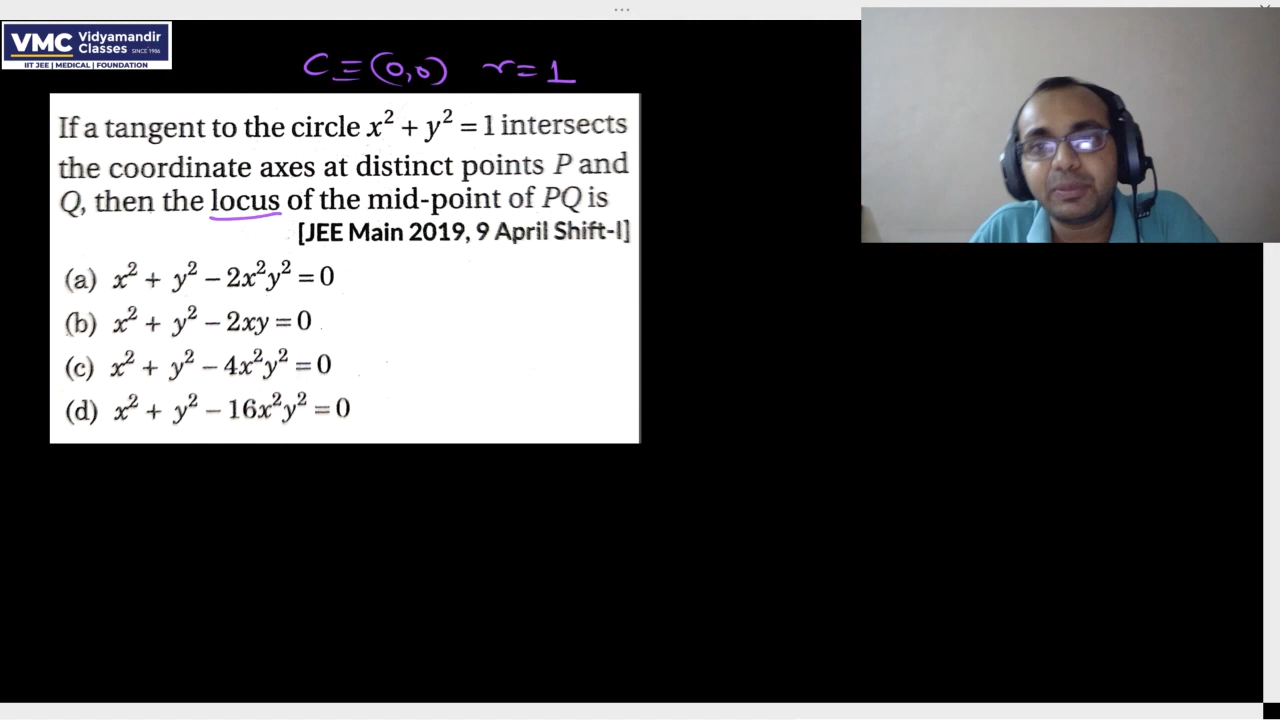 VMC Vidyamandir
Classes SINCE 1986
IIT JEE | MEDICAL | FOUNDATION
C ≡ (0,0) r = 1
If a tangent to the circle x² + y² = 1 intersects
the coordinate axes at distinct points P and
Q, then the locus of the mid-point of PQ is
[JEE Main 2019, 9 April Shift-I]
(a) x² + y² – 2x²y² = 0
(b) x² + y² – 2xy = 0
(c) x² + y² – 4x²y² = 0
(d) x² + y² – 16x²y² = 0